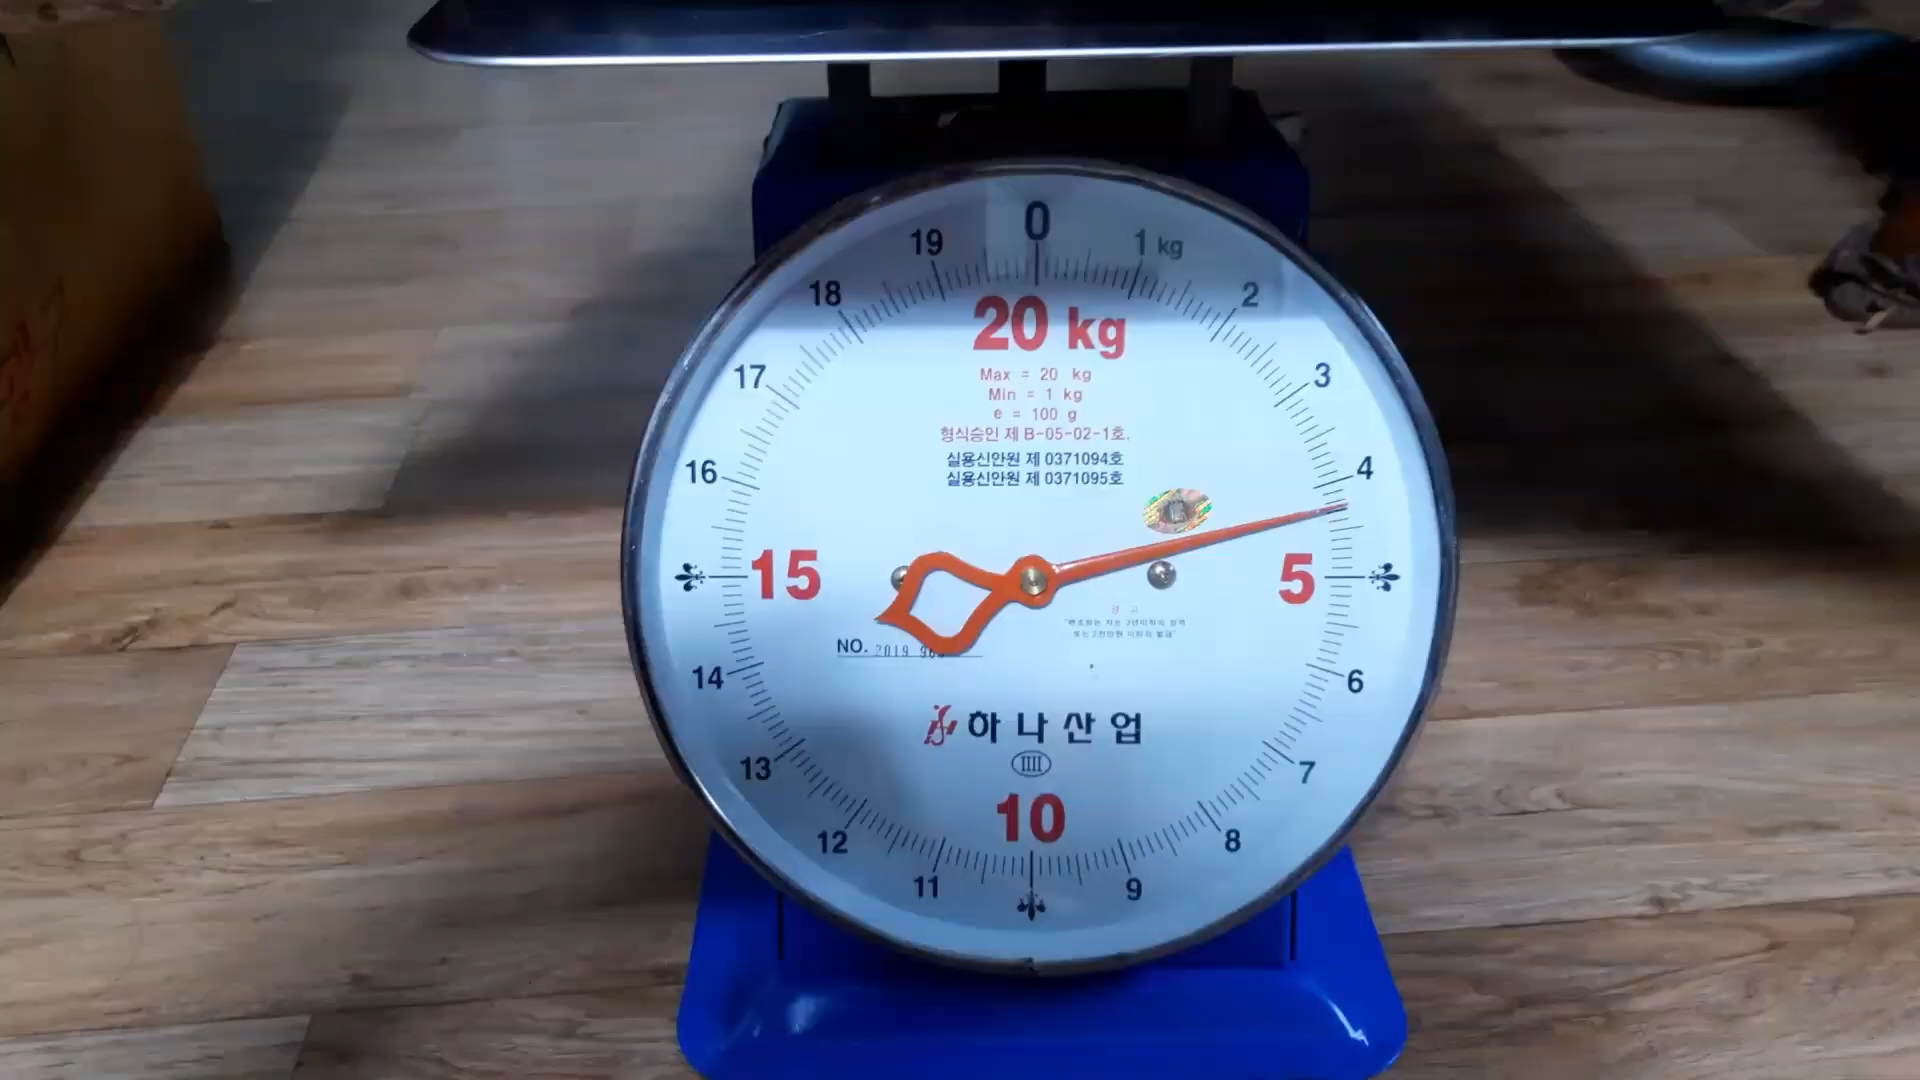 0
19
1 kg
18
2
20 kg
17
3
Max = 20 kg
Min = 1 kg
e = 100 g
형식승인 제 B-05-02-1호.
실용신안원 제 0371094호
실용신안원 제 0371095호
16
4
15
5
경 고
NO. 2019
14
6
하나산업
13
7
10
12
8
11
9